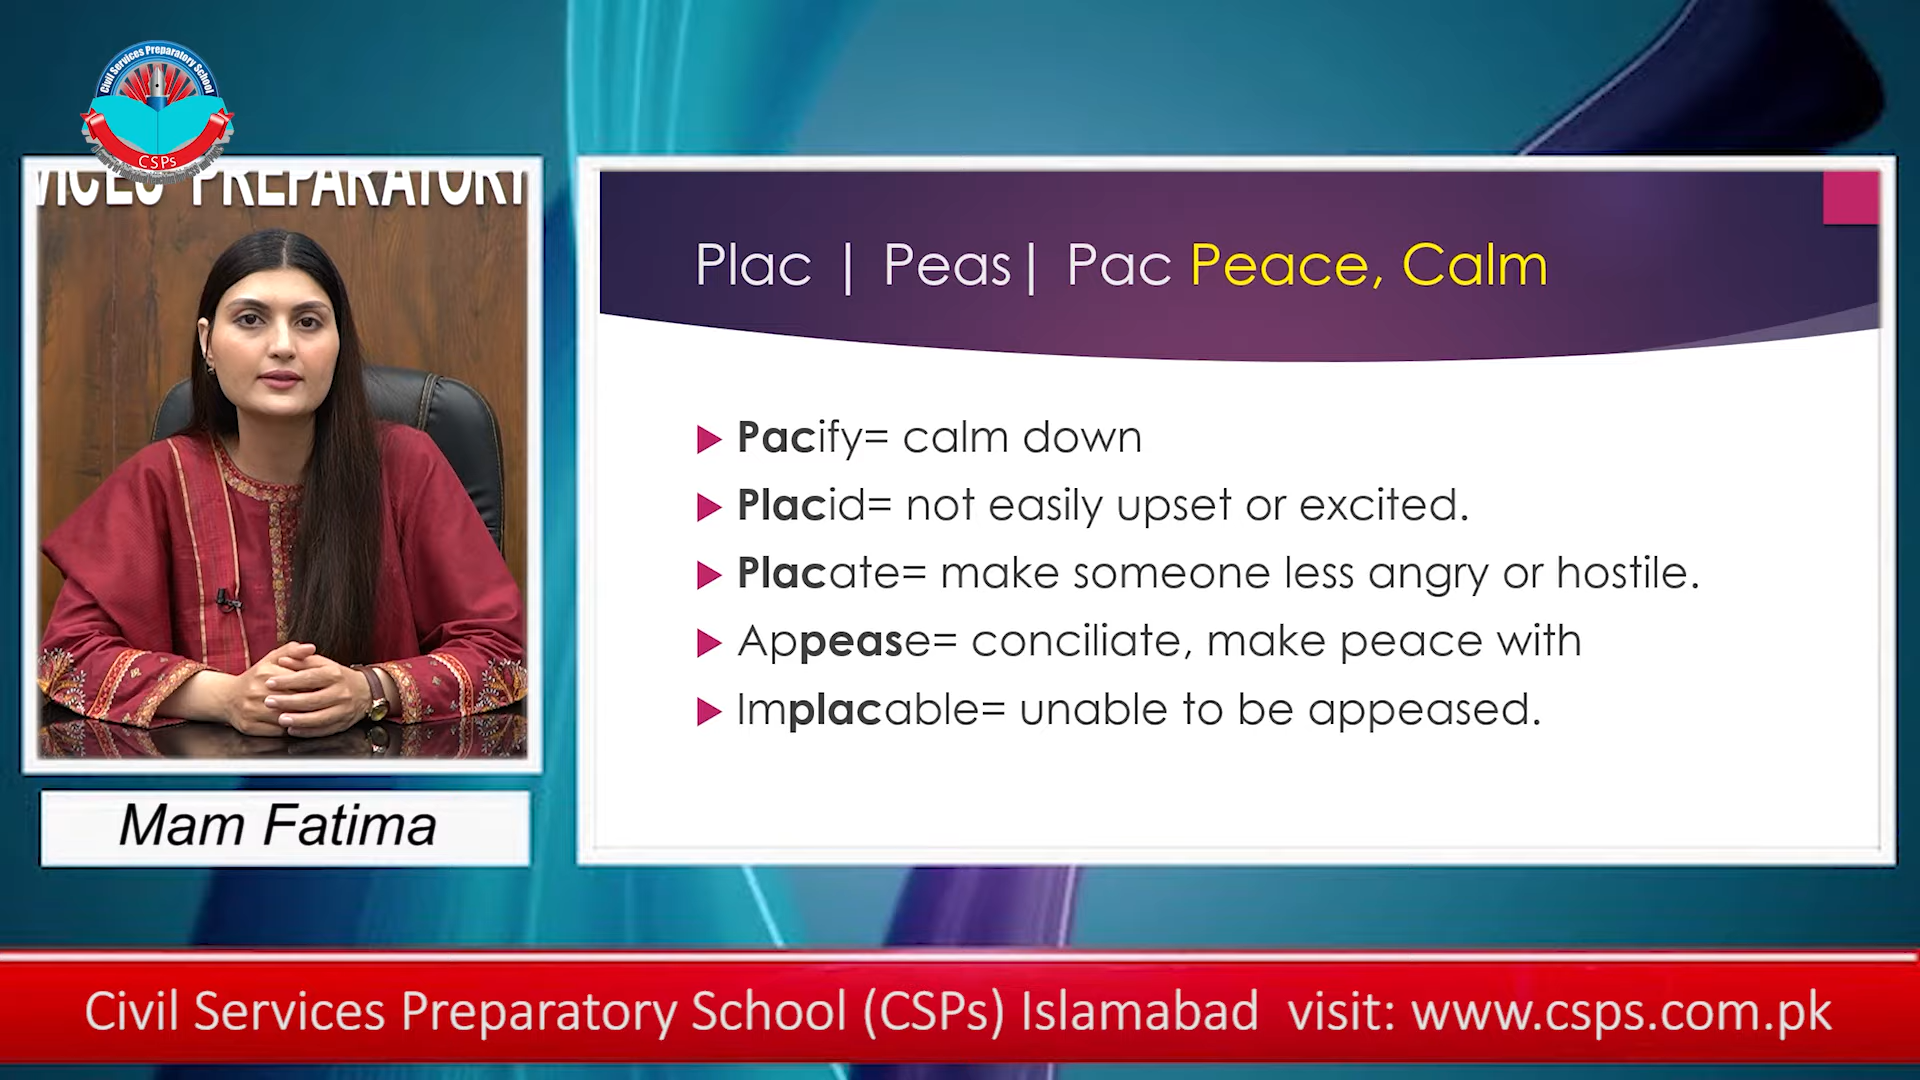 Civil Services Preparatory School
CSPs
VICES PREPARATORY
Plac | Peas| Pac Peace, Calm
Pacify= calm down
Placid= not easily upset or excited.
Placate= make someone less angry or hostile.
Appease= conciliate, make peace with
Implacable= unable to be appeased.
Mam Fatima
Civil Services Preparatory School (CSPs) Islamabad visit: www.csps.com.pk